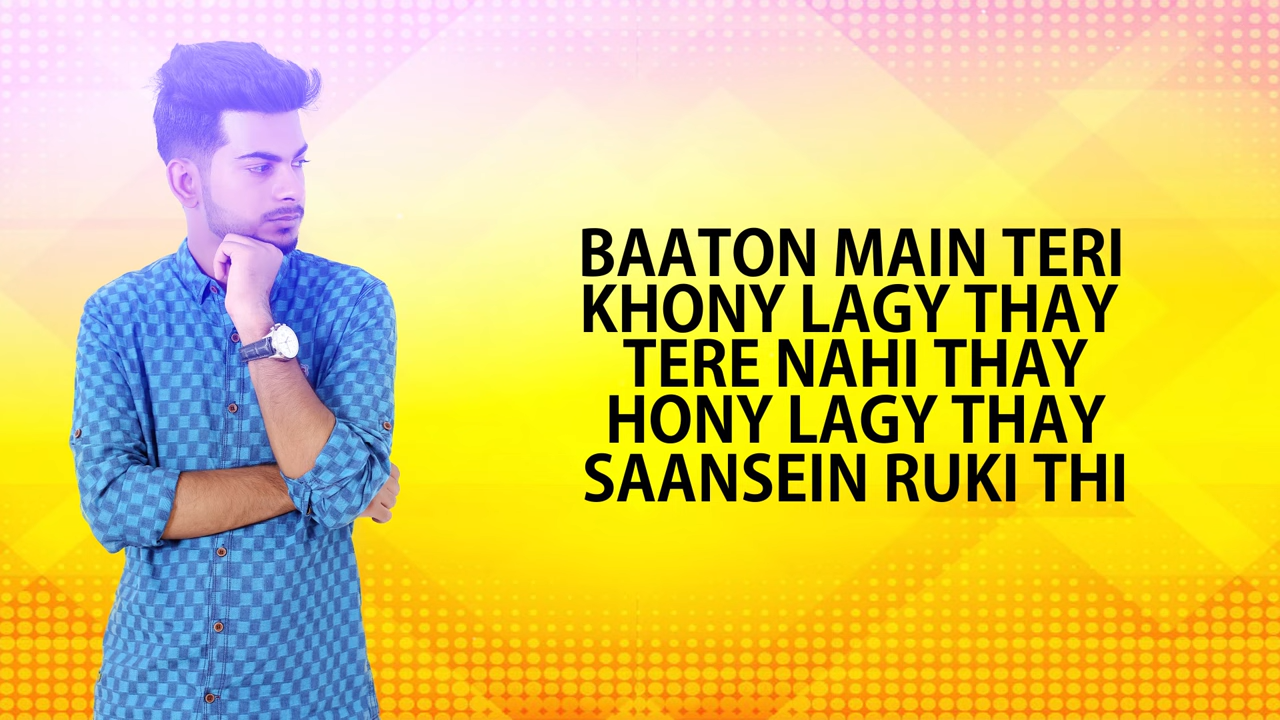 BAATON MAIN TERI
KHONY LAGY THAY
TERE NAHI THAY
HONY LAGY THAY
SAANSEIN RUKI THI